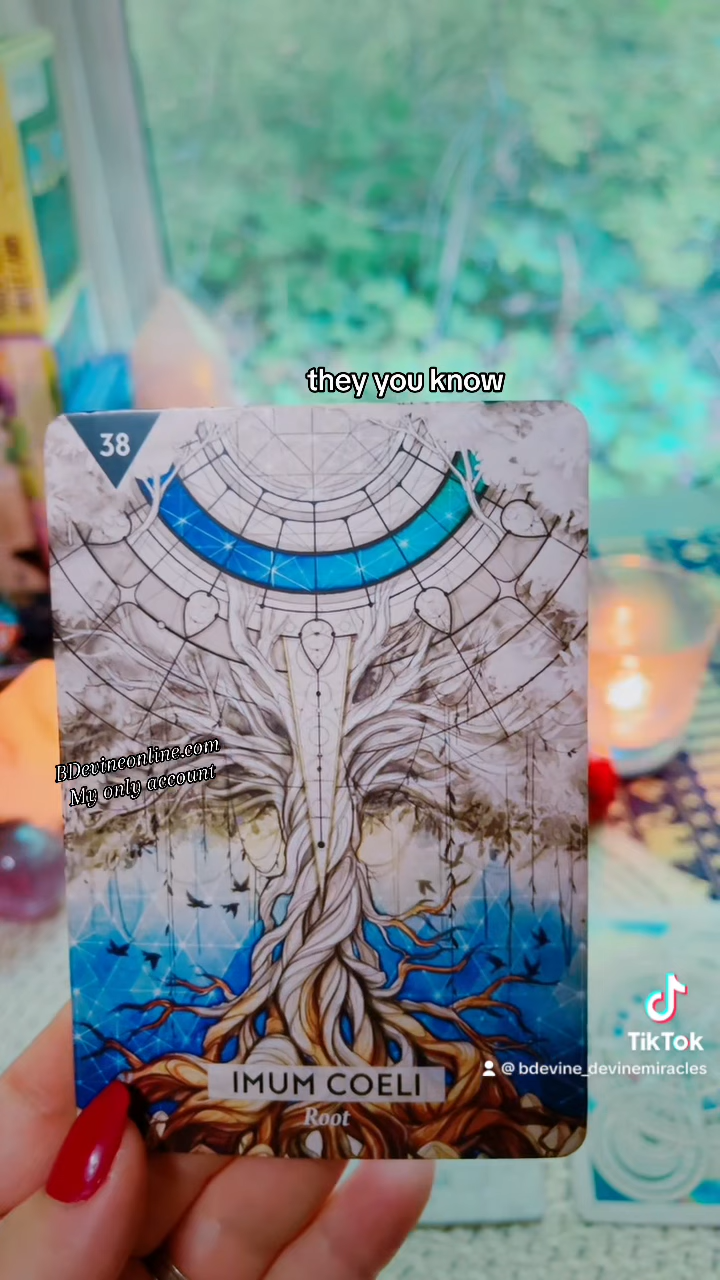 they you know
38
BDevineonline.com
My only account
TikTok
@bdevine_devinemiracles
IMUM COELI
Root